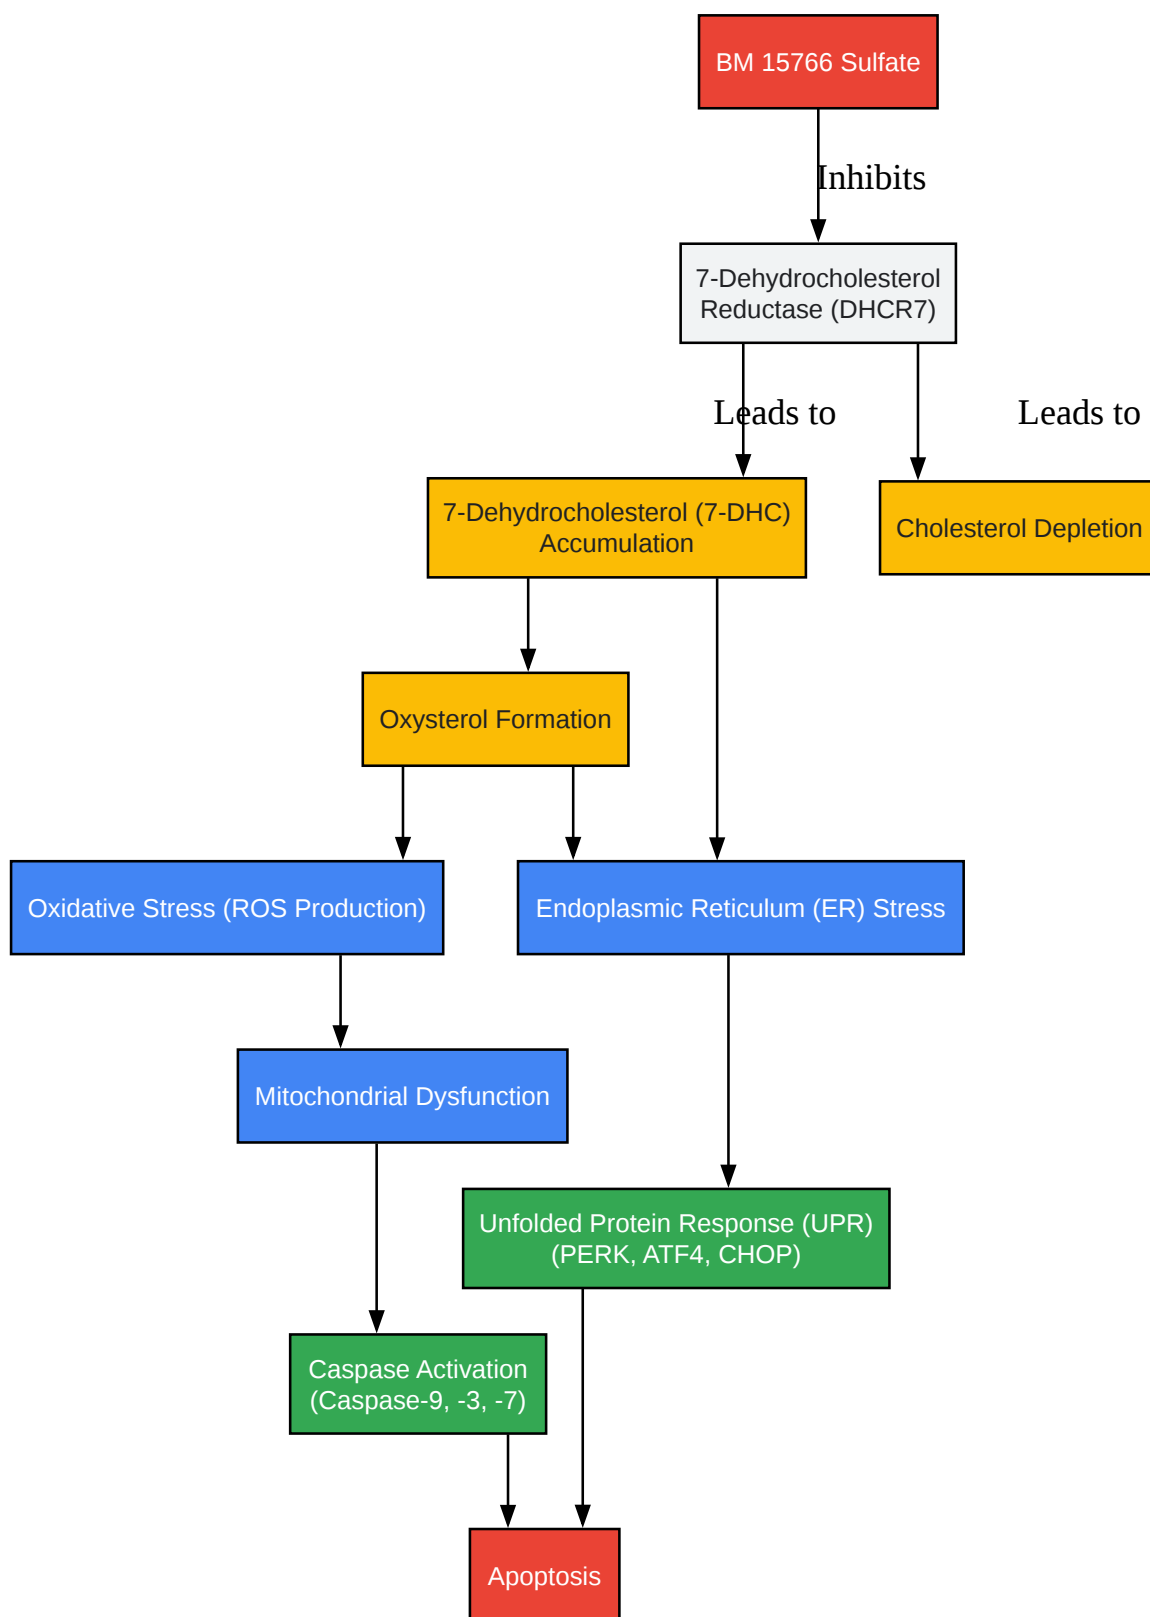 BM 15766 Sulfate
Inhibits
7-Dehydrocholesterol
Reductase (DHCR7)
Leads to
Leads to
7-Dehydrocholesterol (7-DHC)
Accumulation
Cholesterol Depletion
Oxysterol Formation
Oxidative Stress (ROS Production)
Endoplasmic Reticulum (ER) Stress
Mitochondrial Dysfunction
Unfolded Protein Response (UPR)
(PERK, ATF4, CHOP)
Caspase Activation
(Caspase-9, -3, -7)
Apoptosis